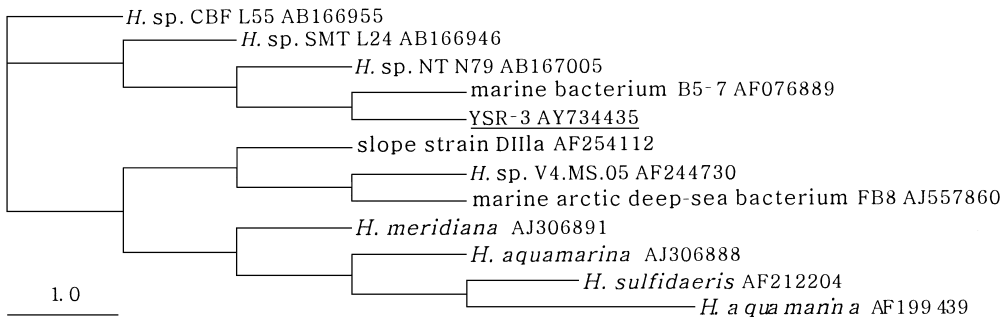 H. sp. CBF L55 AB166955
H. sp. SMT L24 AB166946
H. sp. NT N79 AB167005
marine bacterium B5-7 AF076889
YSR-3 AY734435
slope strain DIIla AF254112
H. sp. V4.MS.05 AF244730
marine arctic deep-sea bacterium FB8 AJ557860
H. meridiana AJ306891
H. aquamarina AJ306888
H. sulfidaeris AF212204
H. aquamarina AF199439
1.0